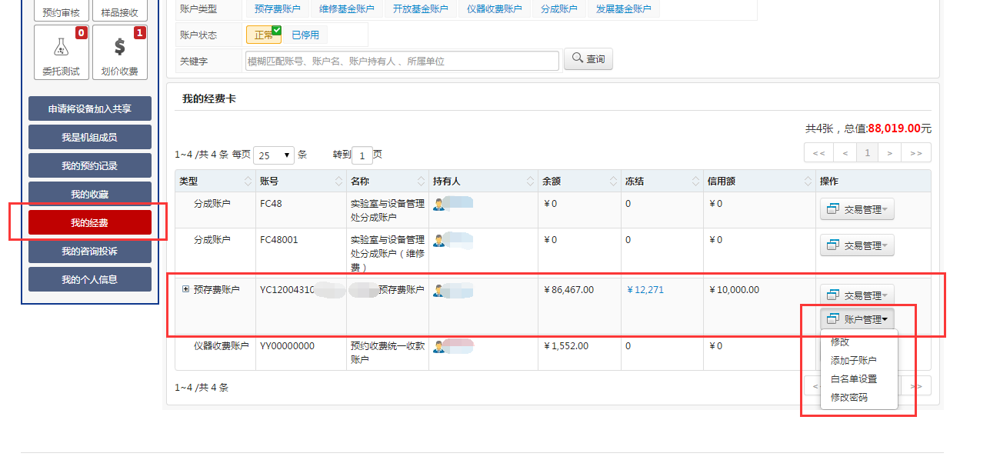 预约审核 样品接收
0 1
委托测试 划价收费
申请将设备加入共享
我是机组成员
我的预约记录
我的收藏
我的经费
我的咨询投诉
我的个人信息
账户类型 预存费账户 维修基金账户 开放基金账户 仪器收费账户 分成账户 发展基金账户
账户状态 正常 已停用
关键字 模糊匹配账号、账户名、账户持有人 、所属单位 查询
我的经费卡
共4张，总值:88,019.00元
1~4 /共 4 条 每页 25 条 转到 1 页
<< < 1 > >>
类型 账号 名称 持有人 余额 冻结 信用额 操作
分成账户 FC48 实验室与设备管理 ￥0 0 ￥0 交易管理
处分成账户
分成账户 FC48001 实验室与设备管理 ￥0 0 ￥0 交易管理
处分成账户（维修
费）
预存费账户 YC12004310 预存费账户 ￥86,467.00 ￥12,271 ￥10,000.00 交易管理
账户管理
仪器收费账户 YY00000000 预约收费统一收款 ￥1,552.00 0 ￥0
账户
修改
添加子账户
白名单设置
修改密码
1~4 /共 4 条 < >>